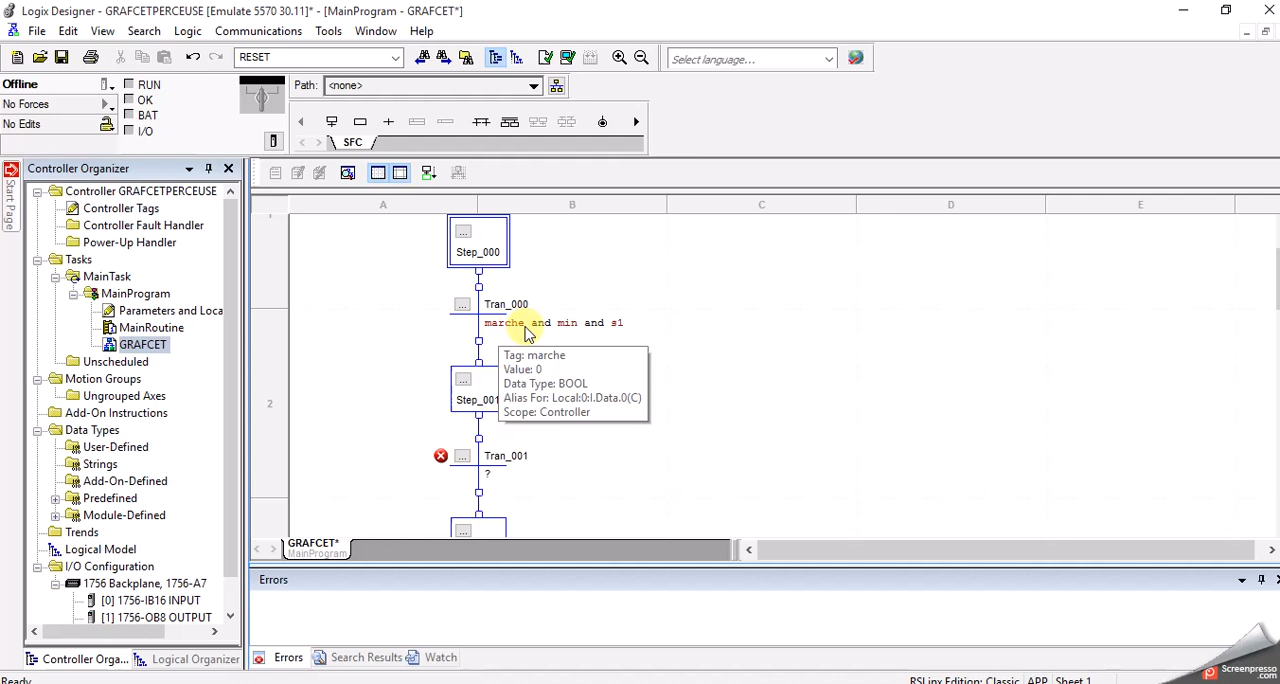 Logix Designer - GRAFCETPERCEUSE [Emulate 5570 30.11]* - [MainProgram - GRAFCET*]
File Edit View Search Logic Communications Tools Window Help
RESET
Select language...
Offline
RUN
Path: <none>
No Forces
OK
No Edits
BAT
I/O
SFC
Start Page
Controller Organizer
Controller GRAFCETPERCEUSE
Controller Tags
Controller Fault Handler
Power-Up Handler
Tasks
MainTask
MainProgram
Parameters and Loca
MainRoutine
GRAFCET
Unscheduled
Motion Groups
Ungrouped Axes
Add-On Instructions
Data Types
User-Defined
Strings
Add-On-Defined
Predefined
Module-Defined
Trends
Logical Model
I/O Configuration
1756 Backplane, 1756-A7
[0] 1756-IB16 INPUT
[1] 1756-OB8 OUTPUT
Controller Orga...
Logical Organizer
A B C D E
1
...
Step_000
... Tran_000
marche and min and s1
Tag: marche
Value: 0
Data Type: BOOL
Alias For: Local:0:I.Data.0(C)
Scope: Controller
2
...
Step_001
... Tran_001
?
...
GRAFCET*
MainProgram
Errors
Errors Search Results Watch
Ready
RSLinx Edition: Classic APP Sheet 1
Screenpresso
.com